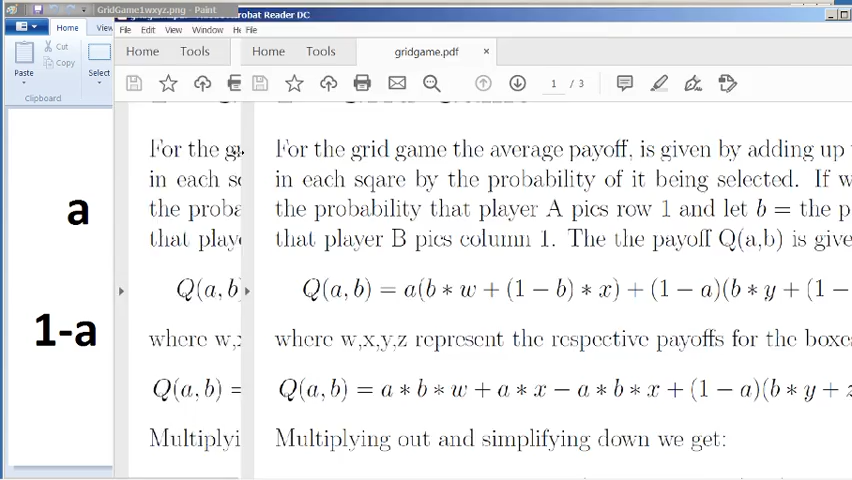 GridGame1wxyz.png - Paint
Acrobat Reader DC
Home View
Cut
Copy
Paste Select
Clipboard
File Edit View Window He File
Home Tools Home Tools gridgame.pdf ×
1 / 3
For the
in each
the proba
that playe
Q(a, b)
where w,x
Q(a, b) =
Multiplyi
For the grid game the average payoff, is given by adding up
in each sqare by the probability of it being selected. If w
the probability that player A pics row 1 and let b = the p
that player B pics column 1. The the payoff Q(a,b) is give
Q(a, b) = a(b * w + (1 − b) * x) + (1 − a)(b * y + (1 −
where w,x,y,z represent the respective payoffs for the boxes
Q(a, b) = a * b * w + a * x − a * b * x + (1 − a)(b * y + z
Multiplying out and simplifying down we get:
a
1-a